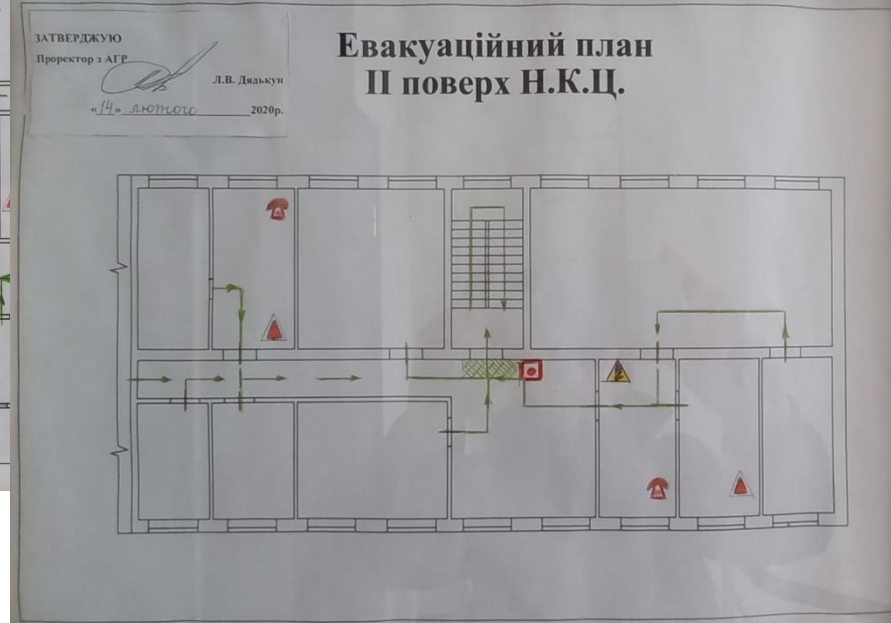 ЗАТВЕРДЖУЮ
Проректор з АГР
Л.В. Дядькун
«14» лютого 2020р.
Евакуаційний план
ІІ поверх Н.К.Ц.